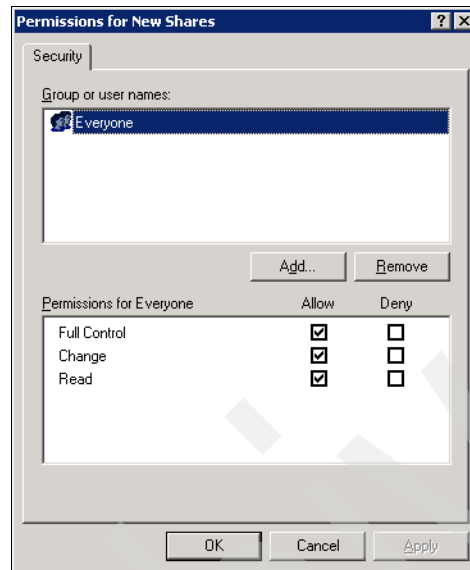 Permissions for New Shares
Security
Group or user names:
Everyone
Add... Remove
Permissions for Everyone Allow Deny
Full Control
Change
Read
OK Cancel Apply